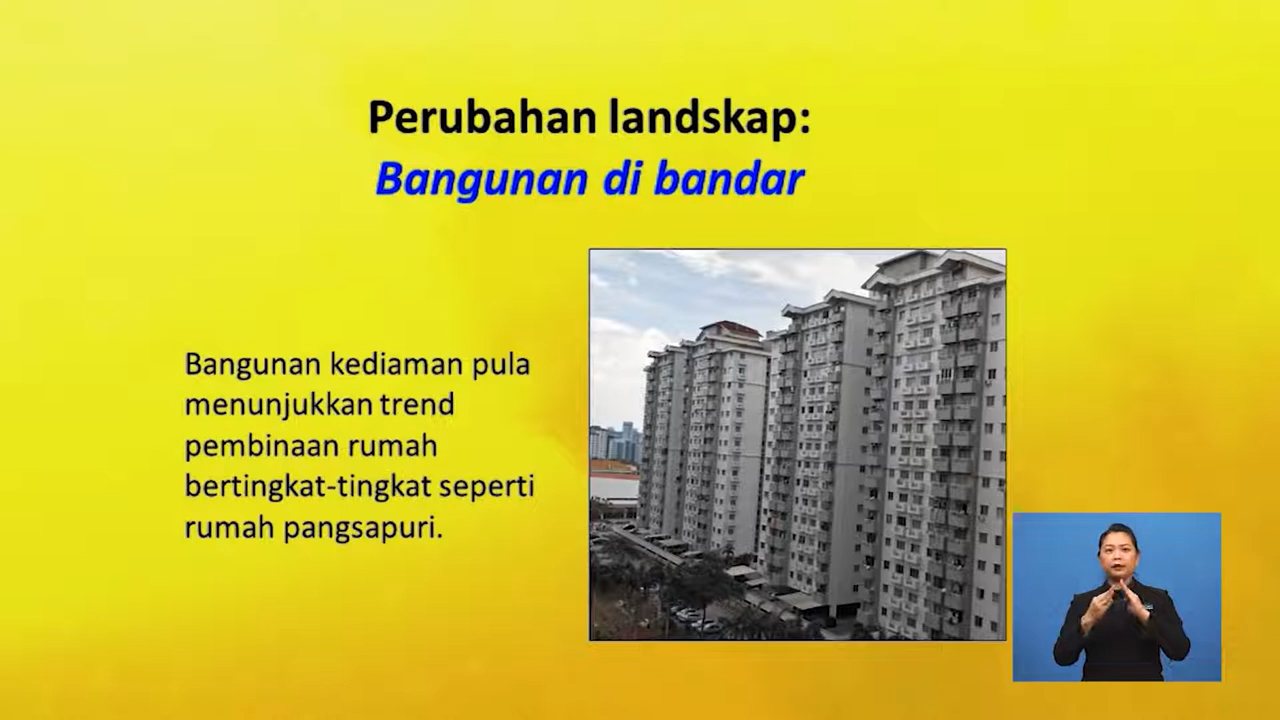 Perubahan landskap:
Bangunan di bandar
Bangunan kediaman pula
menunjukkan trend
pembinaan rumah
bertingkat-tingkat seperti
rumah pangsapuri.